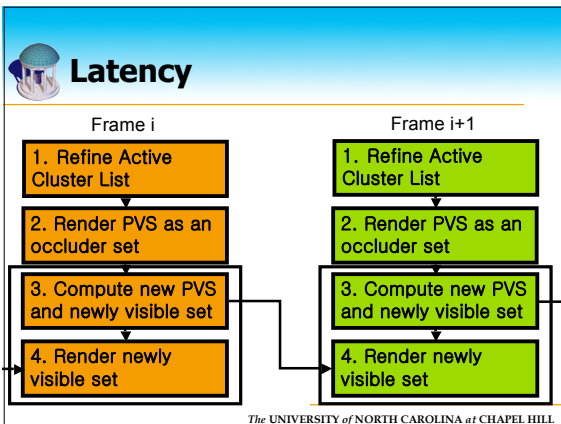 Latency
Frame i
1. Refine Active
Cluster List
2. Render PVS as an
occluder set
3. Compute new PVS
and newly visible set
4. Render newly
visible set
Frame i+1
1. Refine Active
Cluster List
2. Render PVS as an
occluder set
3. Compute new PVS
and newly visible set
4. Render newly
visible set
The UNIVERSITY of NORTH CAROLINA at CHAPEL HILL